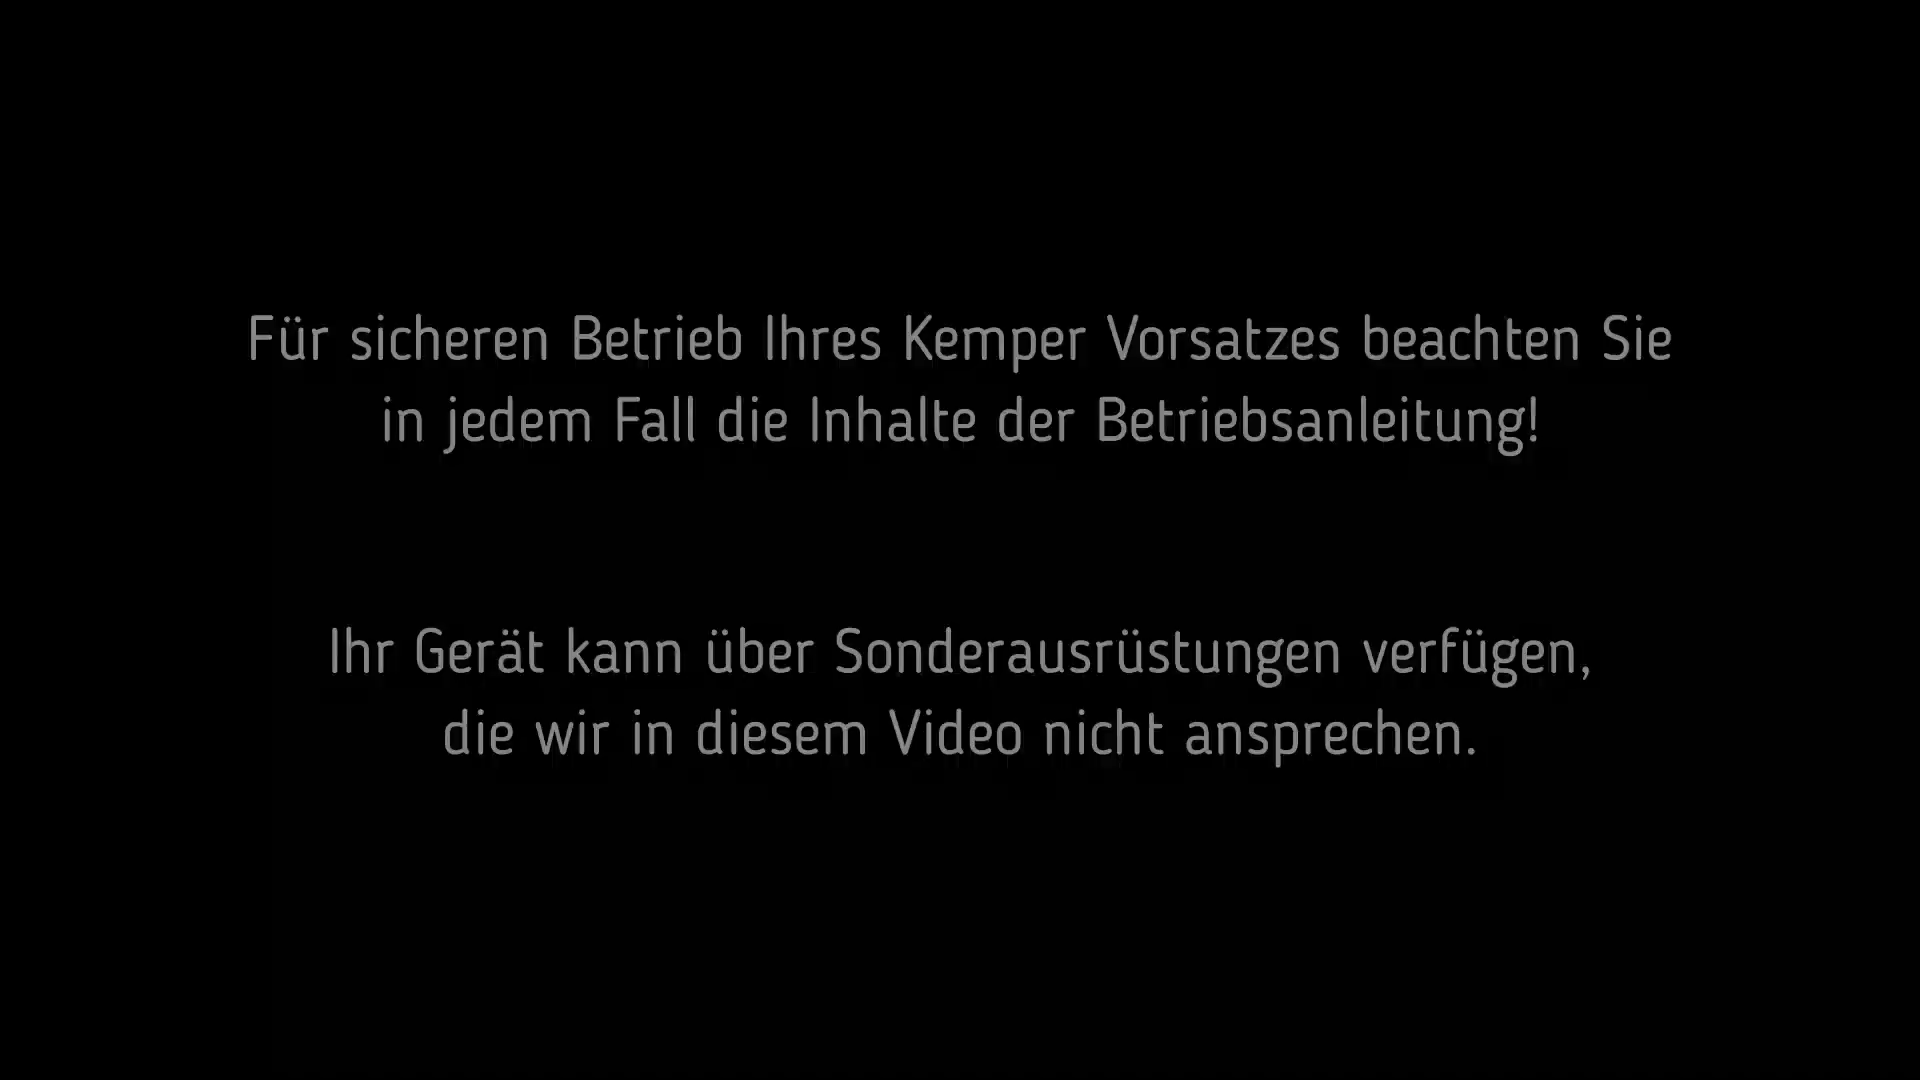 Für sicheren Betrieb Ihres Kemper Vorsatzes beachten Sie
in jedem Fall die Inhalte der Betriebsanleitung!
Ihr Gerät kann über Sonderausrüstungen verfügen,
die wir in diesem Video nicht ansprechen.